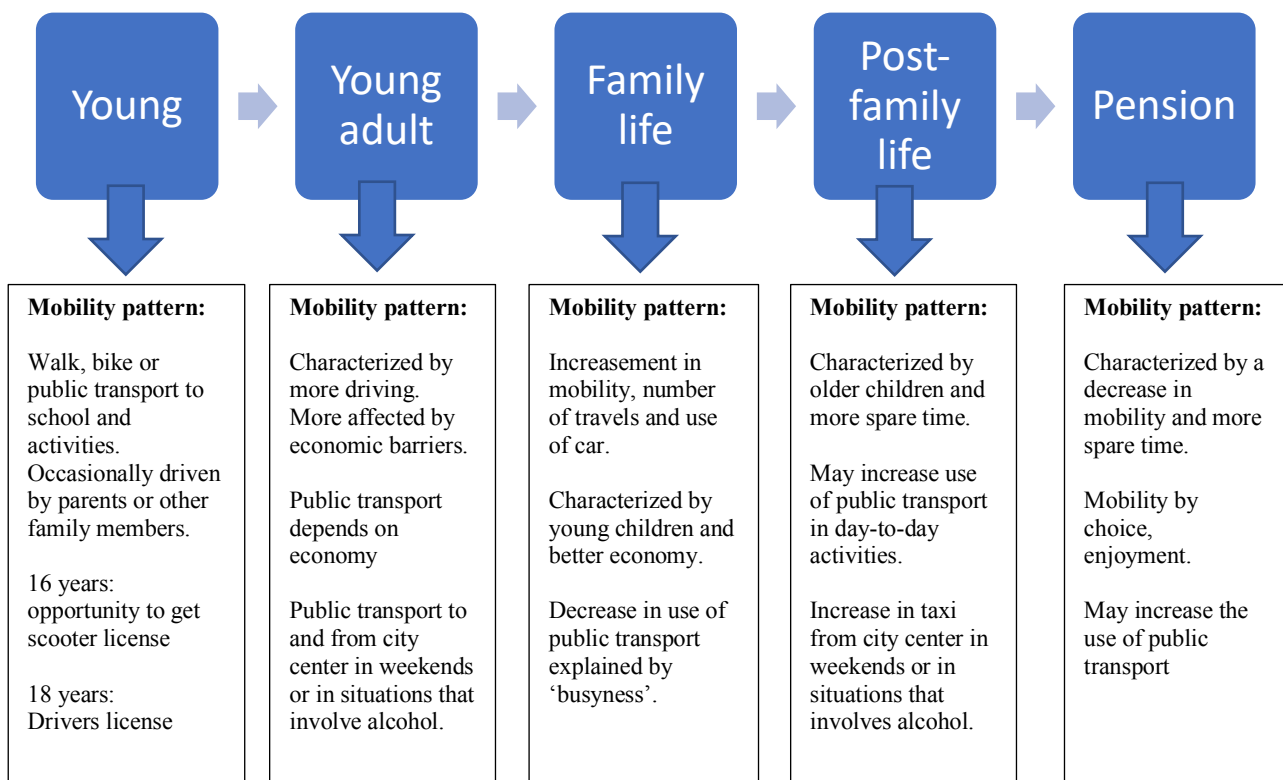 Young
Young
adult
Family
life
Post-
family
life
Pension
Mobility pattern:
Walk, bike or
public transport to
school and
activities.
Occasionally driven
by parents or other
family members.
16 years:
opportunity to get
scooter license
18 years:
Drivers license
Mobility pattern:
Characterized by
more driving.
More affected by
economic barriers.
Public transport
depends on
economy
Public transport to
and from city
center in weekends
or in situations that
involve alcohol.
Mobility pattern:
Increasement in
mobility, number
of travels and use
of car.
Characterized by
young children and
better economy.
Decrease in use of
public transport
explained by
‘busyness’.
Mobility pattern:
Characterized by
older children and
more spare time.
May increase use
of public transport
in day-to-day
activities.
Increase in taxi
from city center in
weekends or in
situations that
involves alcohol.
Mobility pattern:
Characterized by a
decrease in
mobility and more
spare time.
Mobility by
choice,
enjoyment.
May increase the
use of public
transport